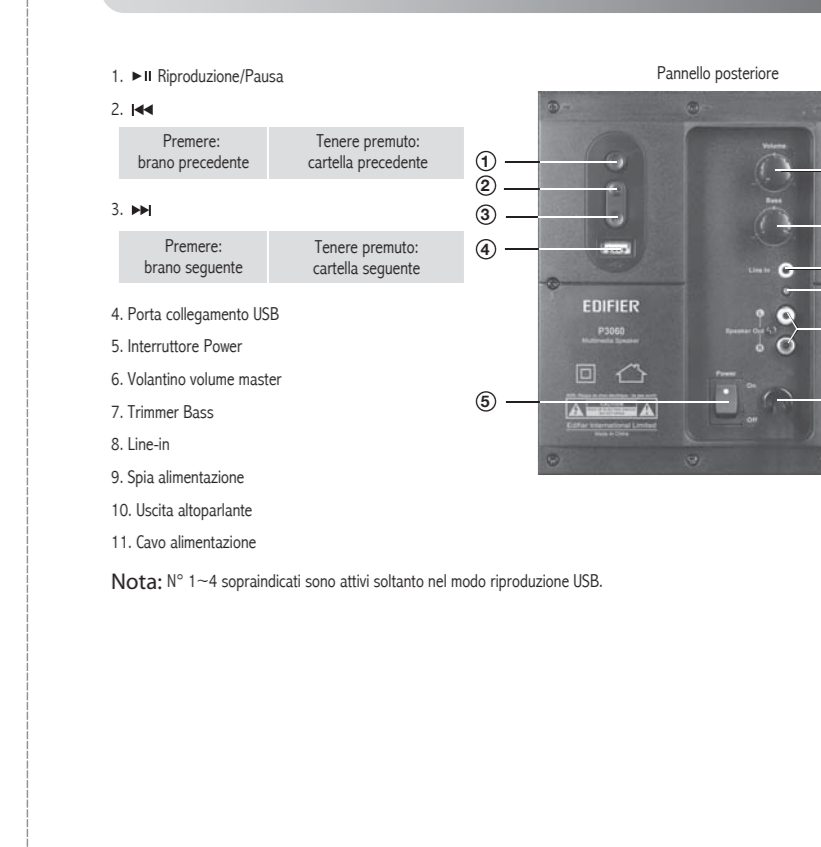 1. ►II Riproduzione/Pausa
2. I◄◄
Premere:
brano precedente
Tenere premuto:
cartella precedente
3. ►►I
Premere:
brano seguente
Tenere premuto:
cartella seguente
4. Porta collegamento USB
5. Interruttore Power
6. Volantino volume master
7. Trimmer Bass
8. Line-in
9. Spia alimentazione
10. Uscita altoparlante
11. Cavo alimentazione
Nota: N° 1~4 sopraindicati sono attivi soltanto nel modo riproduzione USB.
Pannello posteriore
1
2
3
4
5
Volume
Bass
Line In
EDIFIER
P3060
Multimedia Speaker
L
Speaker Out
R
Power
On
Off
Edifier International Limited
Made in China